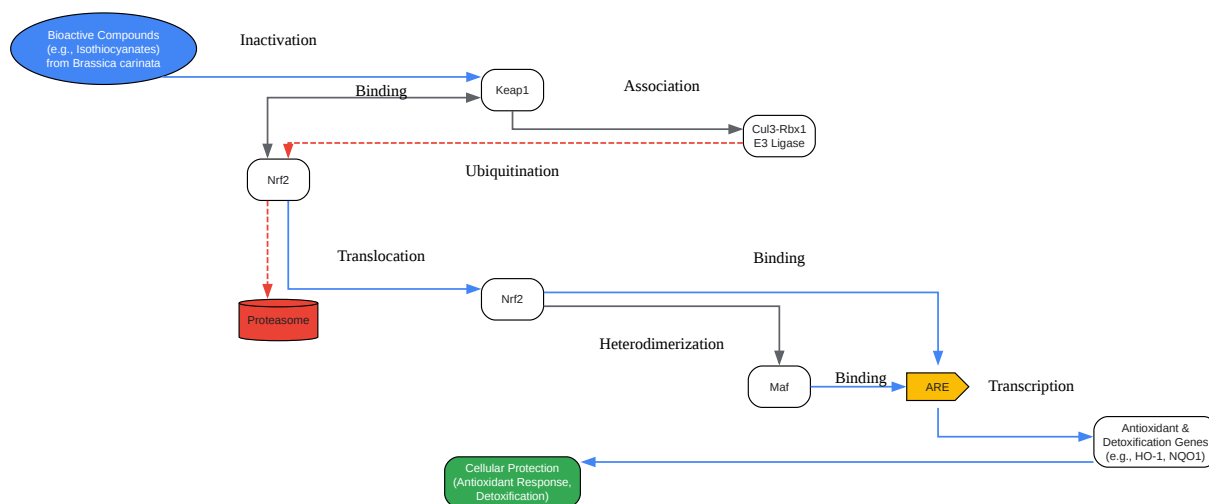 Bioactive Compounds
(e.g., Isothiocyanates)
from Brassica carinata
Inactivation
Keap1
Binding
Association
Cul3-Rbx1
E3 Ligase
Ubiquitination
Nrf2
Translocation
Binding
Nrf2
Proteasome
Heterodimerization
Maf
Binding
ARE
Transcription
Antioxidant &
Detoxification Genes
(e.g., HO-1, NQO1)
Cellular Protection
(Antioxidant Response,
Detoxification)